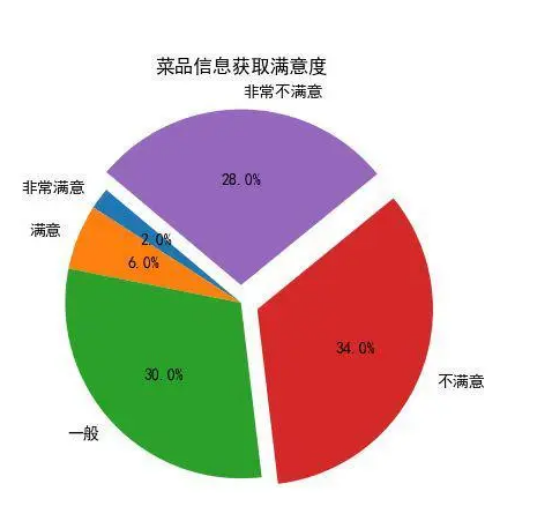 菜品信息获取满意度
非常不满意
28.0%
非常满意
2.0%
满意
6.0%
34.0%
30.0%
不满意
一般